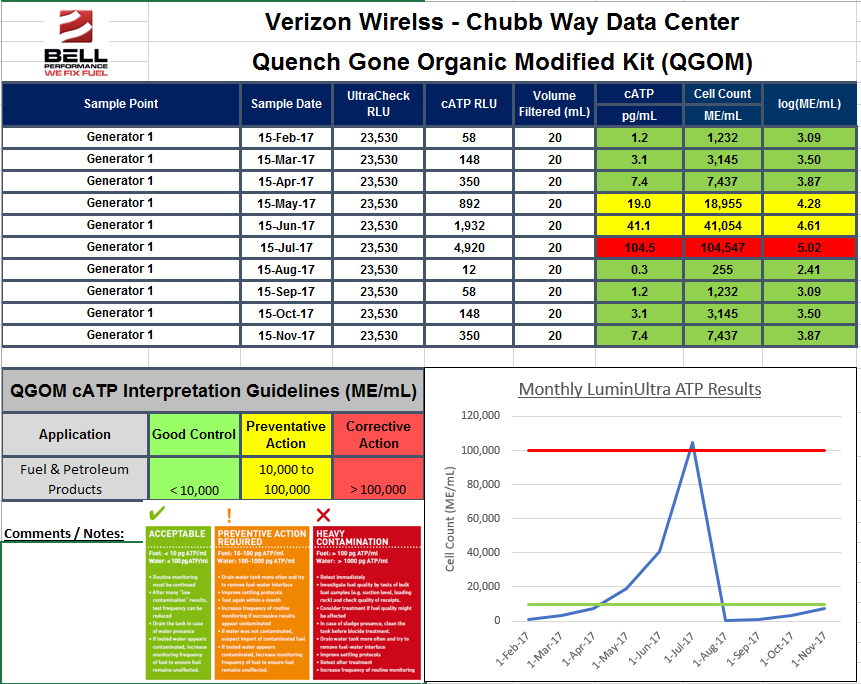 BELL
PERFORMANCE
WE FIX FUEL
Verizon Wirelss - Chubb Way Data Center
Quench Gone Organic Modified Kit (QGOM)
Sample Point Sample Date UltraCheck RLU cATP RLU Volume Filtered (mL) cATP pg/mL Cell Count ME/mL log(ME/mL)
Generator 1 15-Feb-17 23,530 58 20 1.2 1,232 3.09
Generator 1 15-Mar-17 23,530 148 20 3.1 3,145 3.50
Generator 1 15-Apr-17 23,530 350 20 7.4 7,437 3.87
Generator 1 15-May-17 23,530 892 20 19.0 18,955 4.28
Generator 1 15-Jun-17 23,530 1,932 20 41.1 41,054 4.61
Generator 1 15-Jul-17 23,530 4,920 20 104.5 104,547 5.02
Generator 1 15-Aug-17 23,530 12 20 0.3 255 2.41
Generator 1 15-Sep-17 23,530 58 20 1.2 1,232 3.09
Generator 1 15-Oct-17 23,530 148 20 3.1 3,145 3.50
Generator 1 15-Nov-17 23,530 350 20 7.4 7,437 3.87
QGOM cATP Interpretation Guidelines (ME/mL)
Application Good Control Preventative Action Corrective Action
Fuel & Petroleum Products < 10,000 10,000 to 100,000 > 100,000
Comments / Notes:
ACCEPTABLE
Fuel: < 10 pg ATP/ml
Water: < 100 pg ATP/ml
• Routine monitoring
must be continued
• After many "low
contamination" results,
test frequency can be
reduced
• Drain the tank in case
of water presence
• If tested water appears
contaminated, increase
monitoring frequency
of fuel to ensure fuel
remains unaffected.
PREVENTIVE ACTION
REQUIRED
Fuel: 10-100 pg ATP/ml
Water: 100-1000 pg ATP/ml
• Drain water tank more often and try
to remove fuel-water interface
• Improve settling protocols
• Test again within a month
• Increase frequency of routine
monitoring if successive results
appear contaminated
• If water was not contaminated,
suspect import of contaminated fuel
• If tested water appears
contaminated, increase monitoring
frequency of fuel to ensure fuel
remains unaffected.
HEAVY
CONTAMINATION
Fuel: > 100 pg ATP/ml
Water: > 1000 pg ATP/ml
• Retest immediately
• Investigate fuel quality by tests of bulk
fuel samples (e.g. suction level, loading
rack) and check quality of receipts.
• Consider treatment if fuel quality might
be affected
• In case of sludge presence, clean the
tank before biocide treatment.
• Drain water tank more often and try to
remove fuel-water interface
• Improve settling protocols
• Retest after treatment
• Increase frequency of routine monitoring
Monthly LuminUltra ATP Results
Cell Count (ME/mL)
120,000
100,000
80,000
60,000
40,000
20,000
0
1-Feb-17 1-Mar-17 1-Apr-17 1-May-17 1-Jun-17 1-Jul-17 1-Aug-17 1-Sep-17 1-Oct-17 1-Nov-17